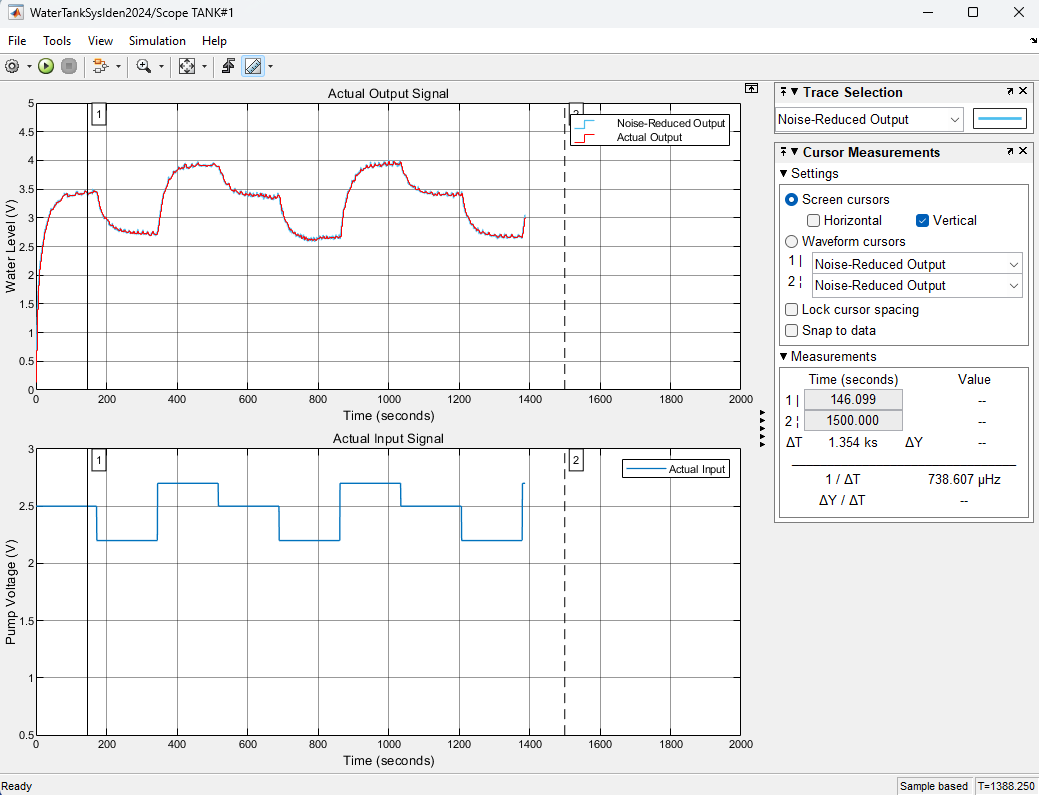 WaterTankSysIden2024/Scope TANK#1
File Tools View Simulation Help
Actual Output Signal
5
4.5
4
3.5
3
2.5
2
1.5
1
0.5
0
Water Level (V)
1
2
Noise-Reduced Output
Actual Output
0 200 400 600 800 1000 1200 1400 1600 1800 2000
Time (seconds)
Actual Input Signal
3
2.5
2
1.5
1
0.5
Pump Voltage (V)
1
2
Actual Input
0 200 400 600 800 1000 1200 1400 1600 1800 2000
Time (seconds)
Trace Selection
Noise-Reduced Output
Cursor Measurements
Settings
Screen cursors
Horizontal Vertical
Waveform cursors
1 | Noise-Reduced Output
2 ¦ Noise-Reduced Output
Lock cursor spacing
Snap to data
Measurements
Time (seconds) Value
1 | 146.099 --
2 ¦ 1500.000 --
ΔT 1.354 ks ΔY --
1 / ΔT 738.607 µHz
ΔY / ΔT --
Ready
Sample based T=1388.250